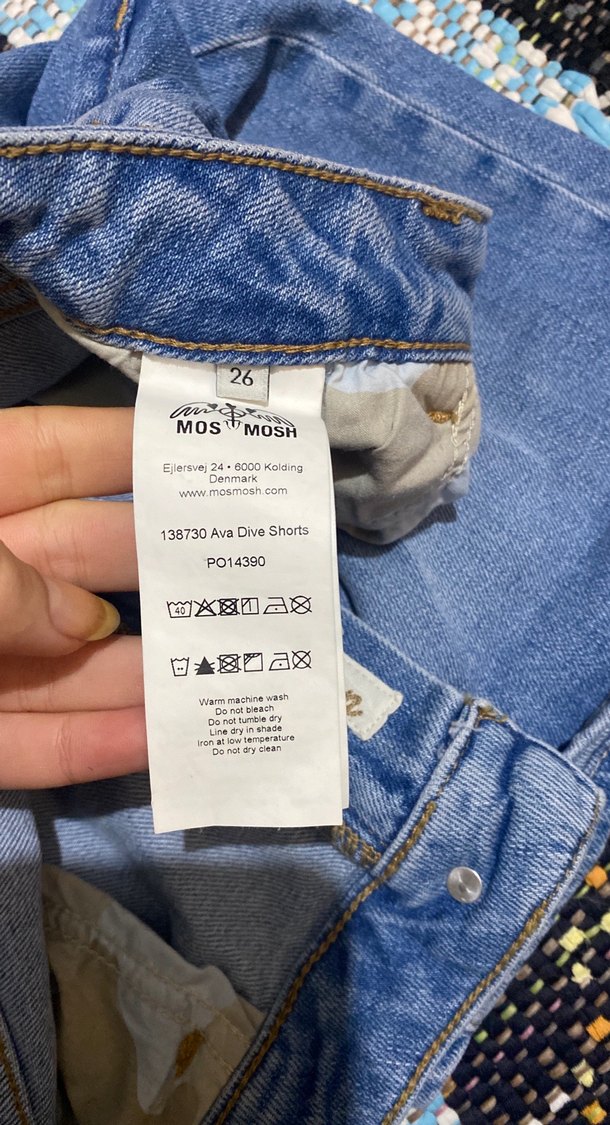 26
MOS MOSH
Ejlersvej 24 • 6000 Kolding
Denmark
www.mosmosh.com
138730 Ava Dive Shorts
PO14390
40
Warm machine wash
Do not bleach
Do not tumble dry
Line dry in shade
Iron at low temperature
Do not dry clean